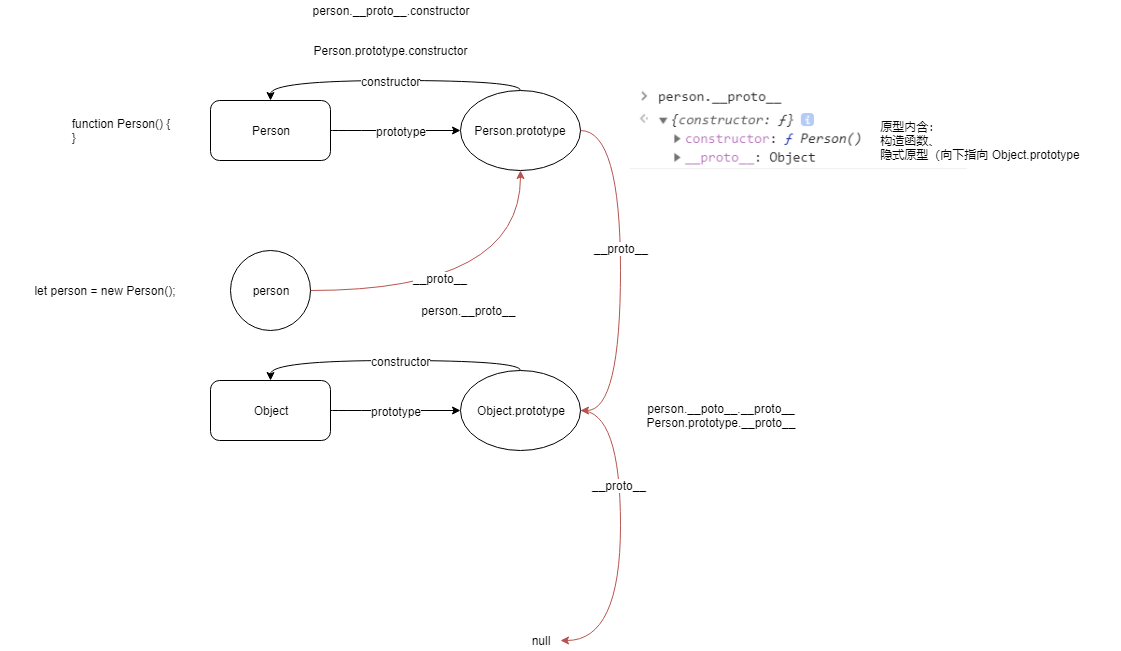 person.__proto__.constructor
Person.prototype.constructor
constructor
function Person() {
}
Person
prototype
Person.prototype
person.__proto__
{constructor: ƒ} i
constructor: ƒ Person()
__proto__: Object
原型内含：
构造函数、
隐式原型（向下指向 Object.prototype
__proto__
let person = new Person();
person
__proto__
person.__proto__
constructor
Object
prototype
Object.prototype
person.__poto__.__proto__
Person.prototype.__proto__
__proto__
null